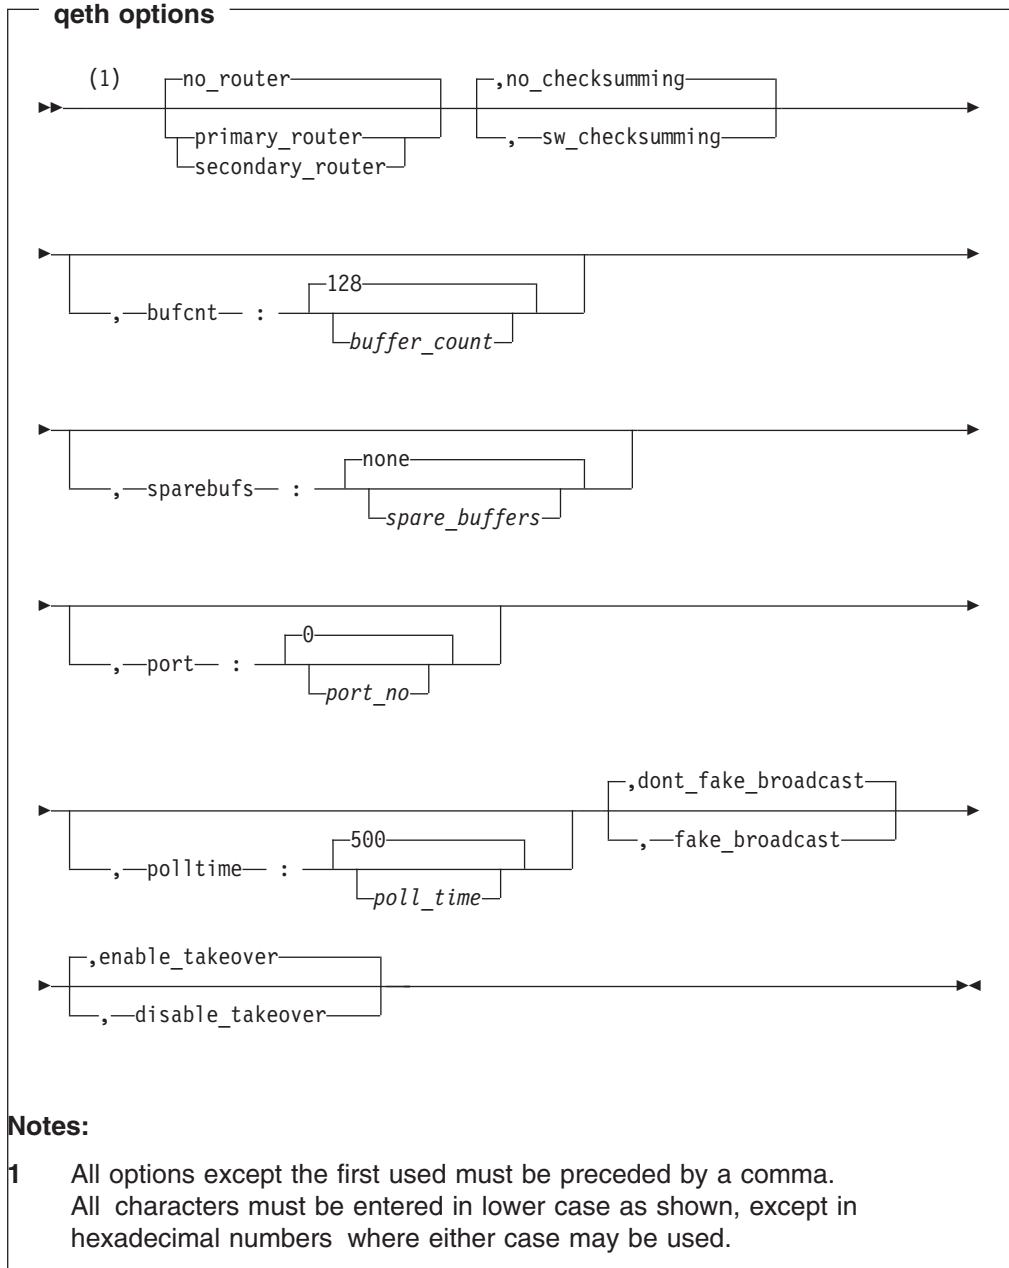 qeth options
(1)
no_router
primary_router
secondary_router
,no_checksumming
, sw_checksumming
, bufcnt :
128
buffer_count
, sparebufs :
none
spare_buffers
, port :
0
port_no
, polltime :
500
poll_time
,dont_fake_broadcast
, fake_broadcast
,enable_takeover
, disable_takeover
Notes:
1 All options except the first used must be preceded by a comma.
All characters must be entered in lower case as shown, except in
hexadecimal numbers where either case may be used.